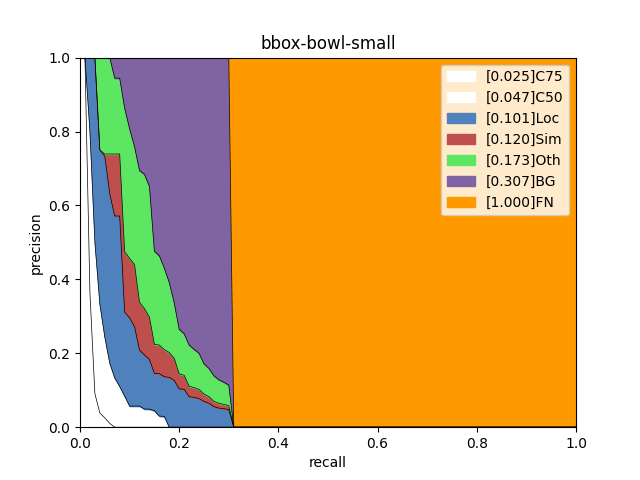 bbox-bowl-small
1.0
0.8
0.6
0.4
0.2
0.0
precision
[0.025]C75
[0.047]C50
[0.101]Loc
[0.120]Sim
[0.173]Oth
[0.307]BG
[1.000]FN
0.0 0.2 0.4 0.6 0.8 1.0
recall